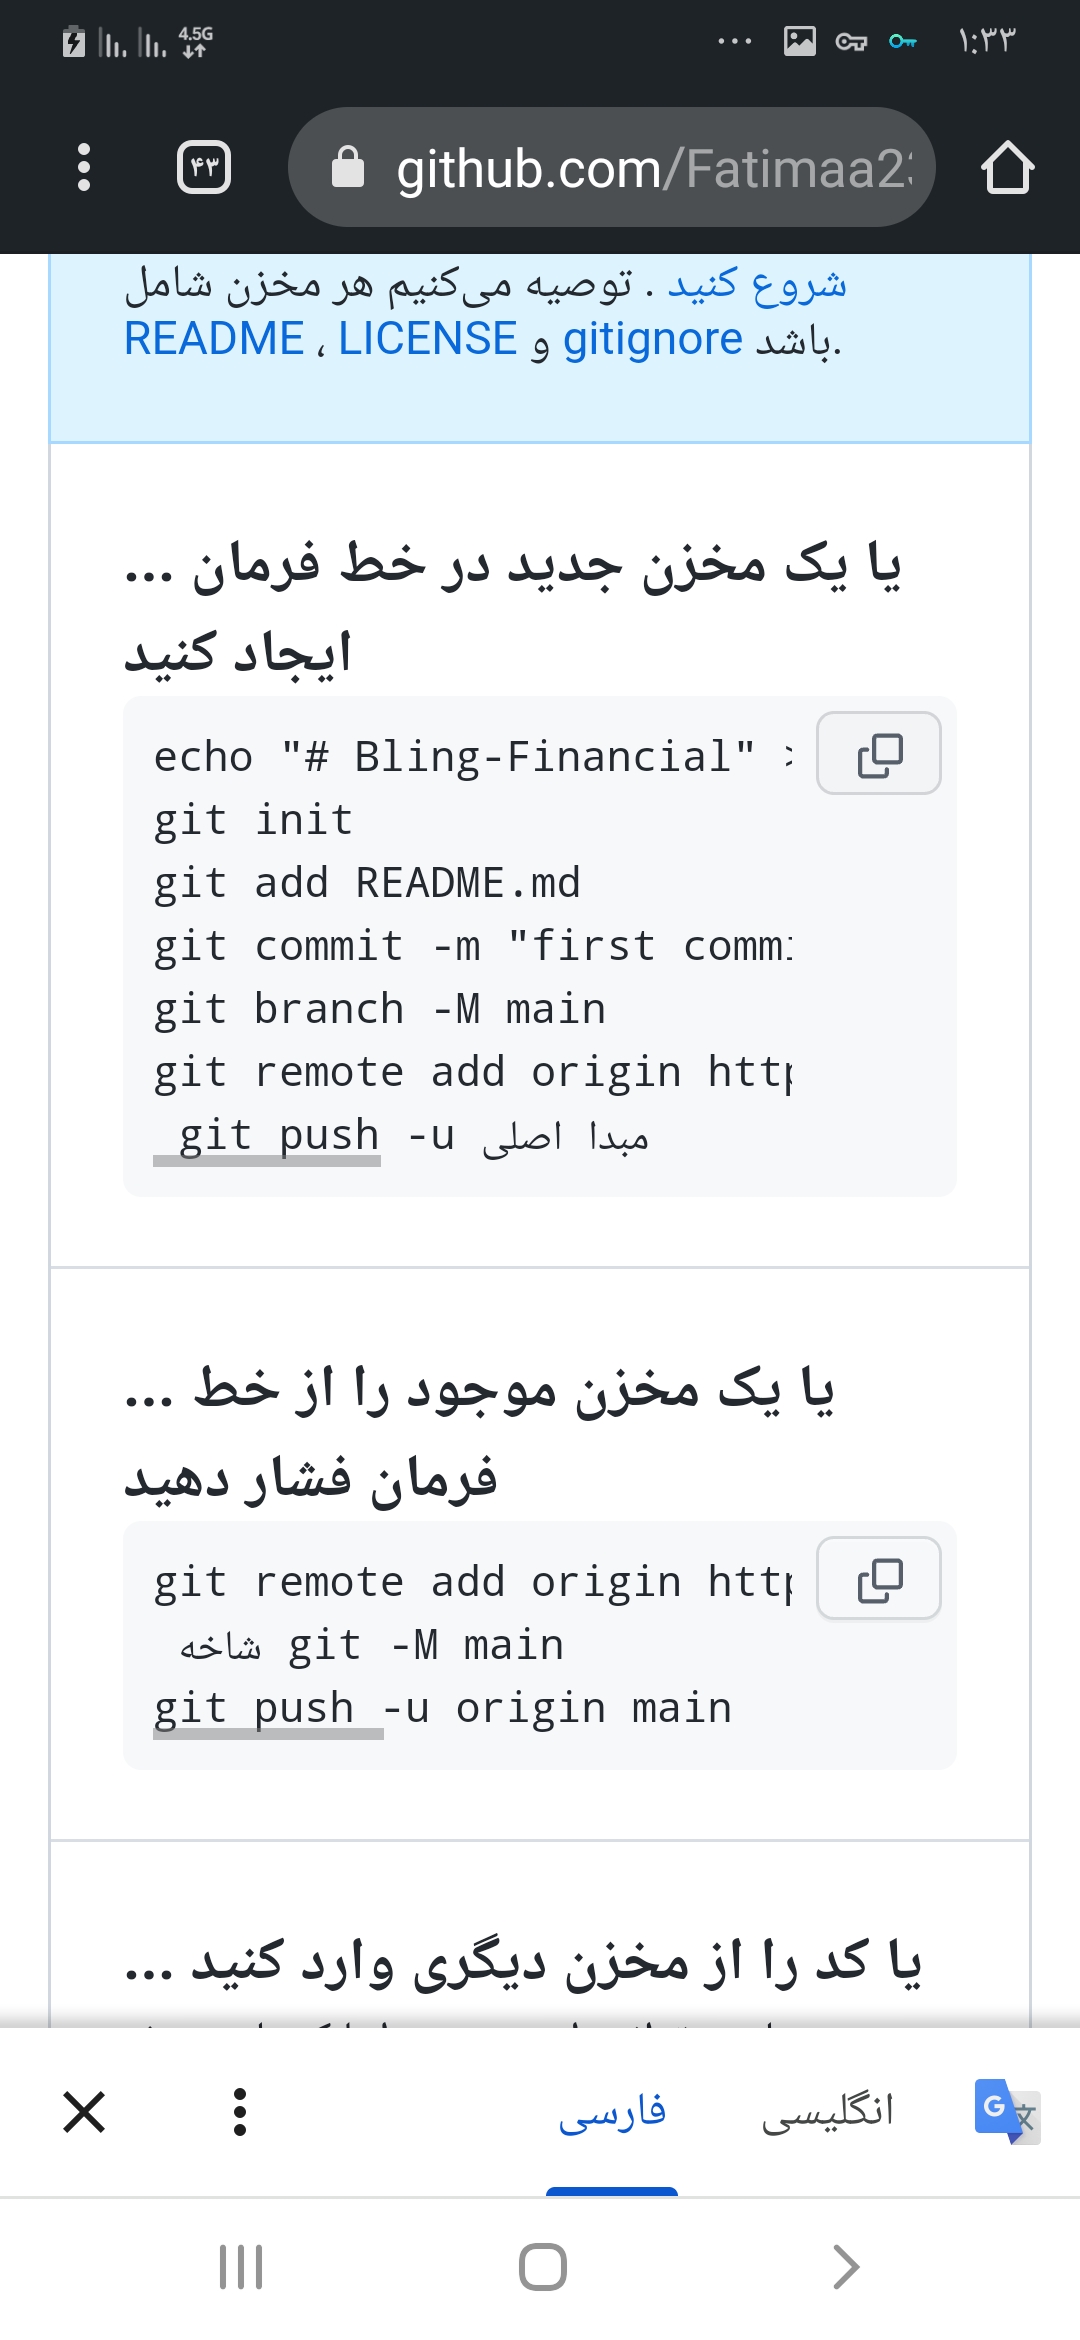 4.5G
۱:۳۳
۴۳
github.com/Fatimaa2
شروع کنید . توصیه می‌کنیم هر مخزن شامل
README ، LICENSE و gitignore باشد.
یا یک مخزن جدید در خط فرمان ...
ایجاد کنید
echo "# Bling-Financial" >
git init
git add README.md
git commit -m "first commi
git branch -M main
git remote add origin http
git push -u مبدا اصلی
یا یک مخزن موجود را از خط ...
فرمان فشار دهید
git remote add origin http
شاخه git -M main
git push -u origin main
یا کد را از مخزن دیگری وارد کنید ...
فارسی
انگلیسی